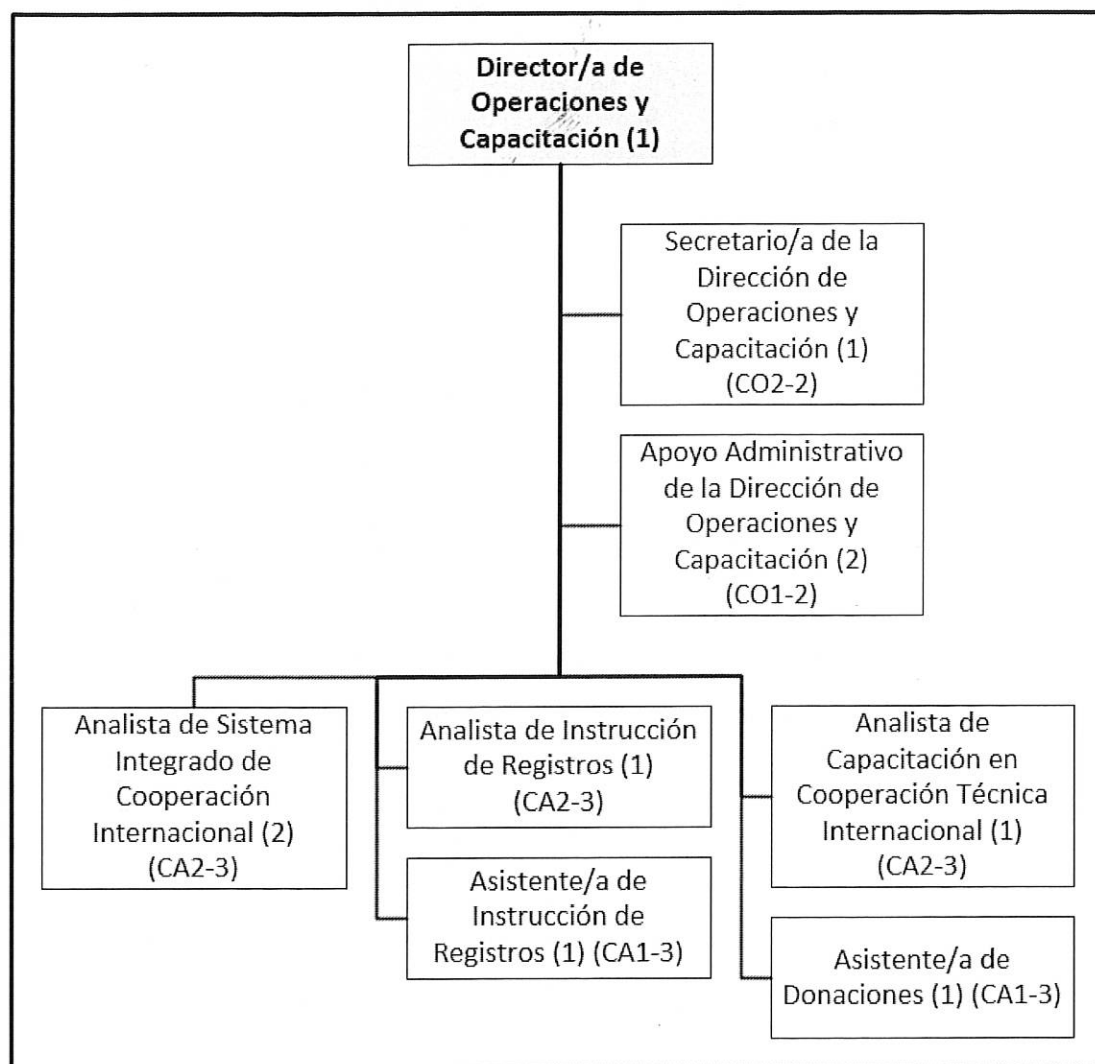 Director/a de
Operaciones y
Capacitación (1)
Secretario/a de la
Dirección de
Operaciones y
Capacitación (1)
(CO2-2)
Apoyo Administrativo
de la Dirección de
Operaciones y
Capacitación (2)
(CO1-2)
Analista de Sistema
Integrado de
Cooperación
Internacional (2)
(CA2-3)
Analista de Instrucción
de Registros (1)
(CA2-3)
Asistente/a de
Instrucción de
Registros (1) (CA1-3)
Analista de
Capacitación en
Cooperación Técnica
Internacional (1)
(CA2-3)
Asistente/a de
Donaciones (1) (CA1-3)